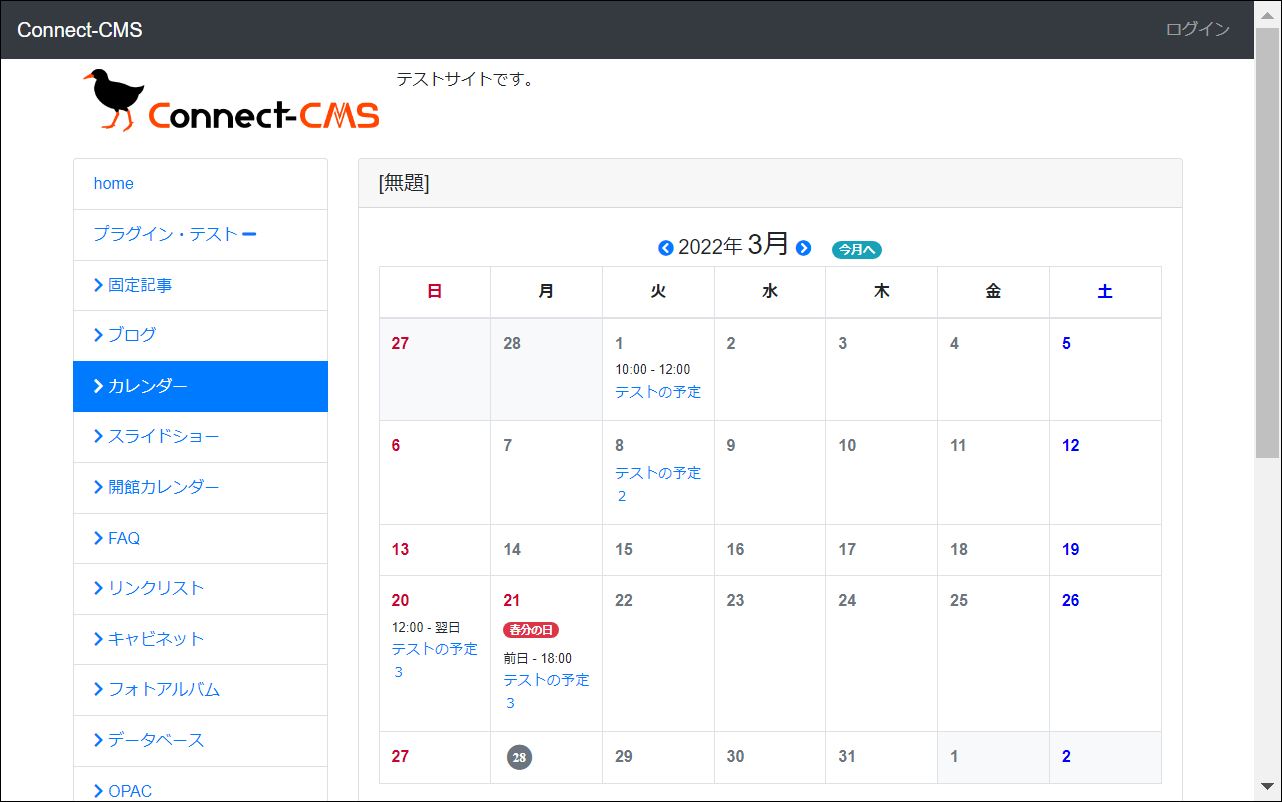 Connect-CMS
ログイン
Connect-CMS
テストサイトです。
home
プラグイン・テスト
固定記事
ブログ
カレンダー
スライドショー
開館カレンダー
FAQ
リンクリスト
キャビネット
フォトアルバム
データベース
OPAC
[無題]
2022年 3月 今月へ
日 月 火 水 木 金 土
27 28 1 2 3 4 5
10:00 - 12:00
テストの予定
6 7 8 9 10 11 12
テストの予定
2
13 14 15 16 17 18 19
20 21 22 23 24 25 26
12:00 - 翌日
テストの予定
3
春分の日
前日 - 18:00
テストの予定
3
27 28 29 30 31 1 2